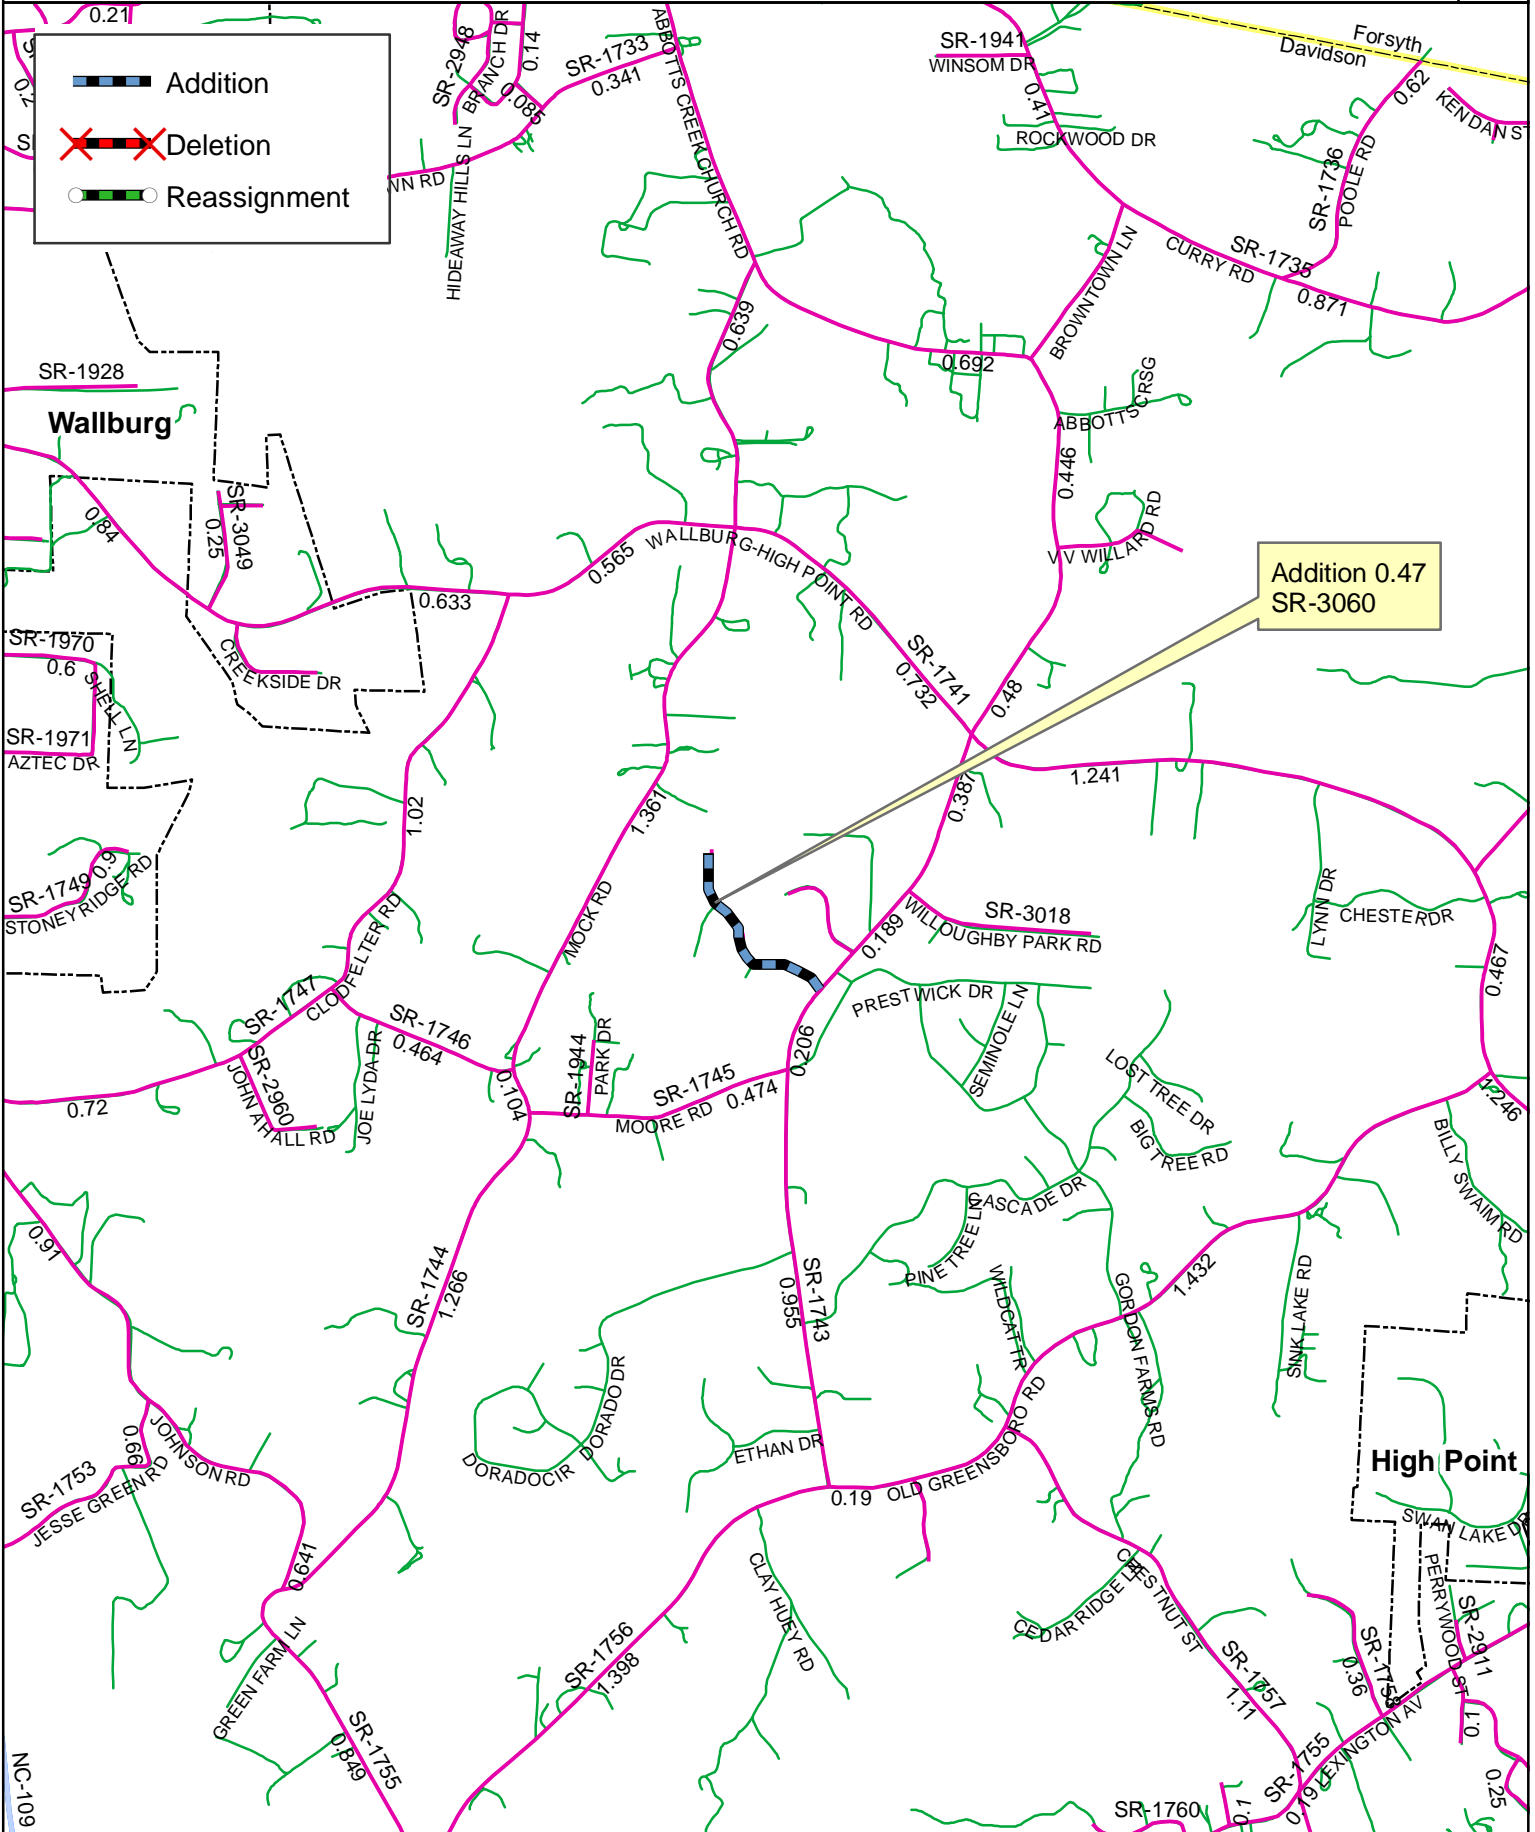 0.21
Addition
Deletion
Reassignment
SR-2948
BRANCH DR
0.14
0.085
SR-1733
0.341
ABBOTTS CREEK CHURCH RD
WN RD
HIDEAWAY HILLS LN
SR-1941
WINSOM DR
0.41
ROCKWOOD DR
Forsyth
Davidson
0.62
KENDAN ST
SR-1736
POOLE RD
CURRY RD
SR-1735
0.871
BROWNTOWN LN
0.639
0.692
SR-1928
Wallburg
ABBOTTSCRSG
0.446
V V WILLARD RD
0.84
SR-3049
0.25
0.633
0.565
WALLBURG-HIGH POINT RD
Addition 0.47
SR-3060
SR-1970
0.6
SHELL LN
CREEKSIDE DR
SR-1741
0.732
0.48
SR-1971
AZTEC DR
1.02
1.361
0.387
1.241
SR-1749
0.9
STONEY RIDGE RD
CLODFELTER RD
MOCK RD
0.189
SR-3018
WILLOUGHBY PARK RD
LYNN DR
CHESTERDR
0.467
SR-1747
SR-1746
0.464
PRESTWICK DR
SEMINOLE LN
0.206
SR-1944
PARK DR
SR-1745
0.474
MOORE RD
0.104
0.72
SR-2960
JOHN A HALL RD
JOE LYDA DR
LOST TREE DR
BIG TREE RD
1.246
BILLY SWAIM RD
CASCADE DR
PINE TREE LN
0.91
SR-1744
1.266
SR-1743
0.955
WILDCAT TR
GORDON FARMS RD
1.432
SINK LAKE RD
DORADO DR
DORADOCIR
ETHAN DR
OLD GREENSBORO RD
0.19
0.66
JOHNSON RD
SR-1753
JESSE GREEN RD
High Point
SWAN LAKE DR
0.641
CLAY HUEY RD
CHESTNUT ST
CEDAR RIDGE LN
PERRYWOOD ST
SR-2911
GREEN FARM LN
SR-1756
1.398
SR-1757
1.11
SR-1758
0.36
0.1
SR-1755
0.849
SR-1755
LEXINGTON AV
0.19
0.25
NC-109
SR-1760
0.1